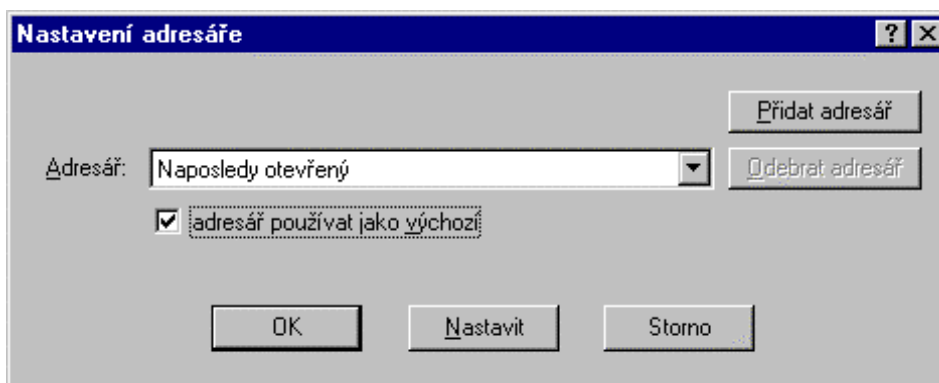 Nastavení adresáře
Přidat adresář
Adresář: Naposledy otevřený Odebrat adresář
adresář používat jako výchozí
OK Nastavit Storno